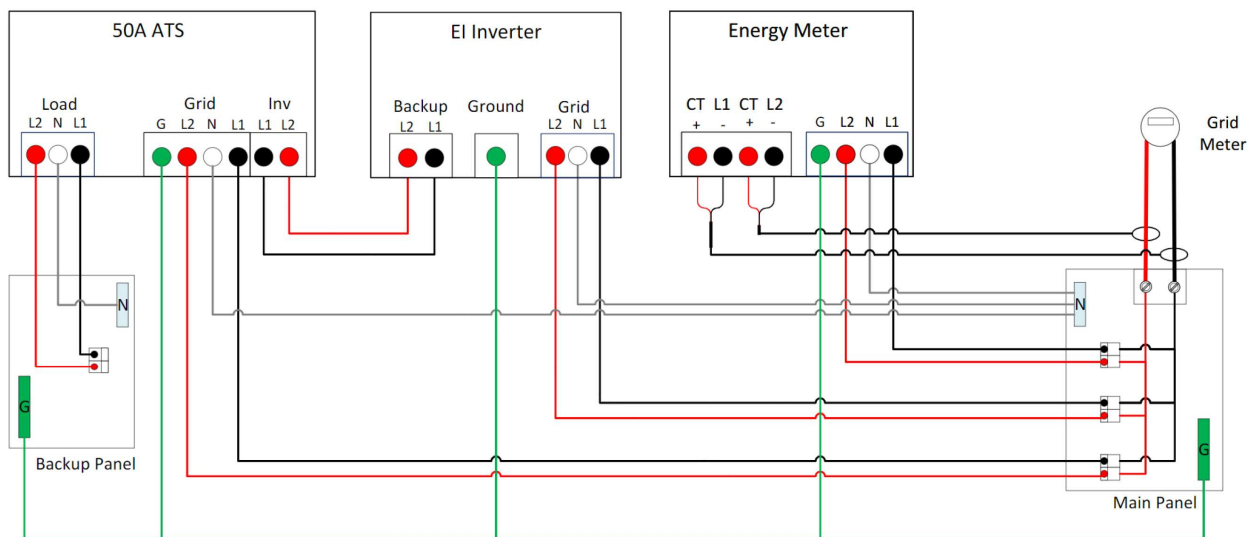 50A ATS
EI Inverter
Energy Meter
Load
Grid
Inv
L2 N L1
G L2 N L1
L1 L2
Backup
Ground
Grid
L2 L1
L2 N L1
CT L1 CT L2
+ - + -
G L2 N L1
Grid
Meter
N
N
G
G
Backup Panel
Main Panel